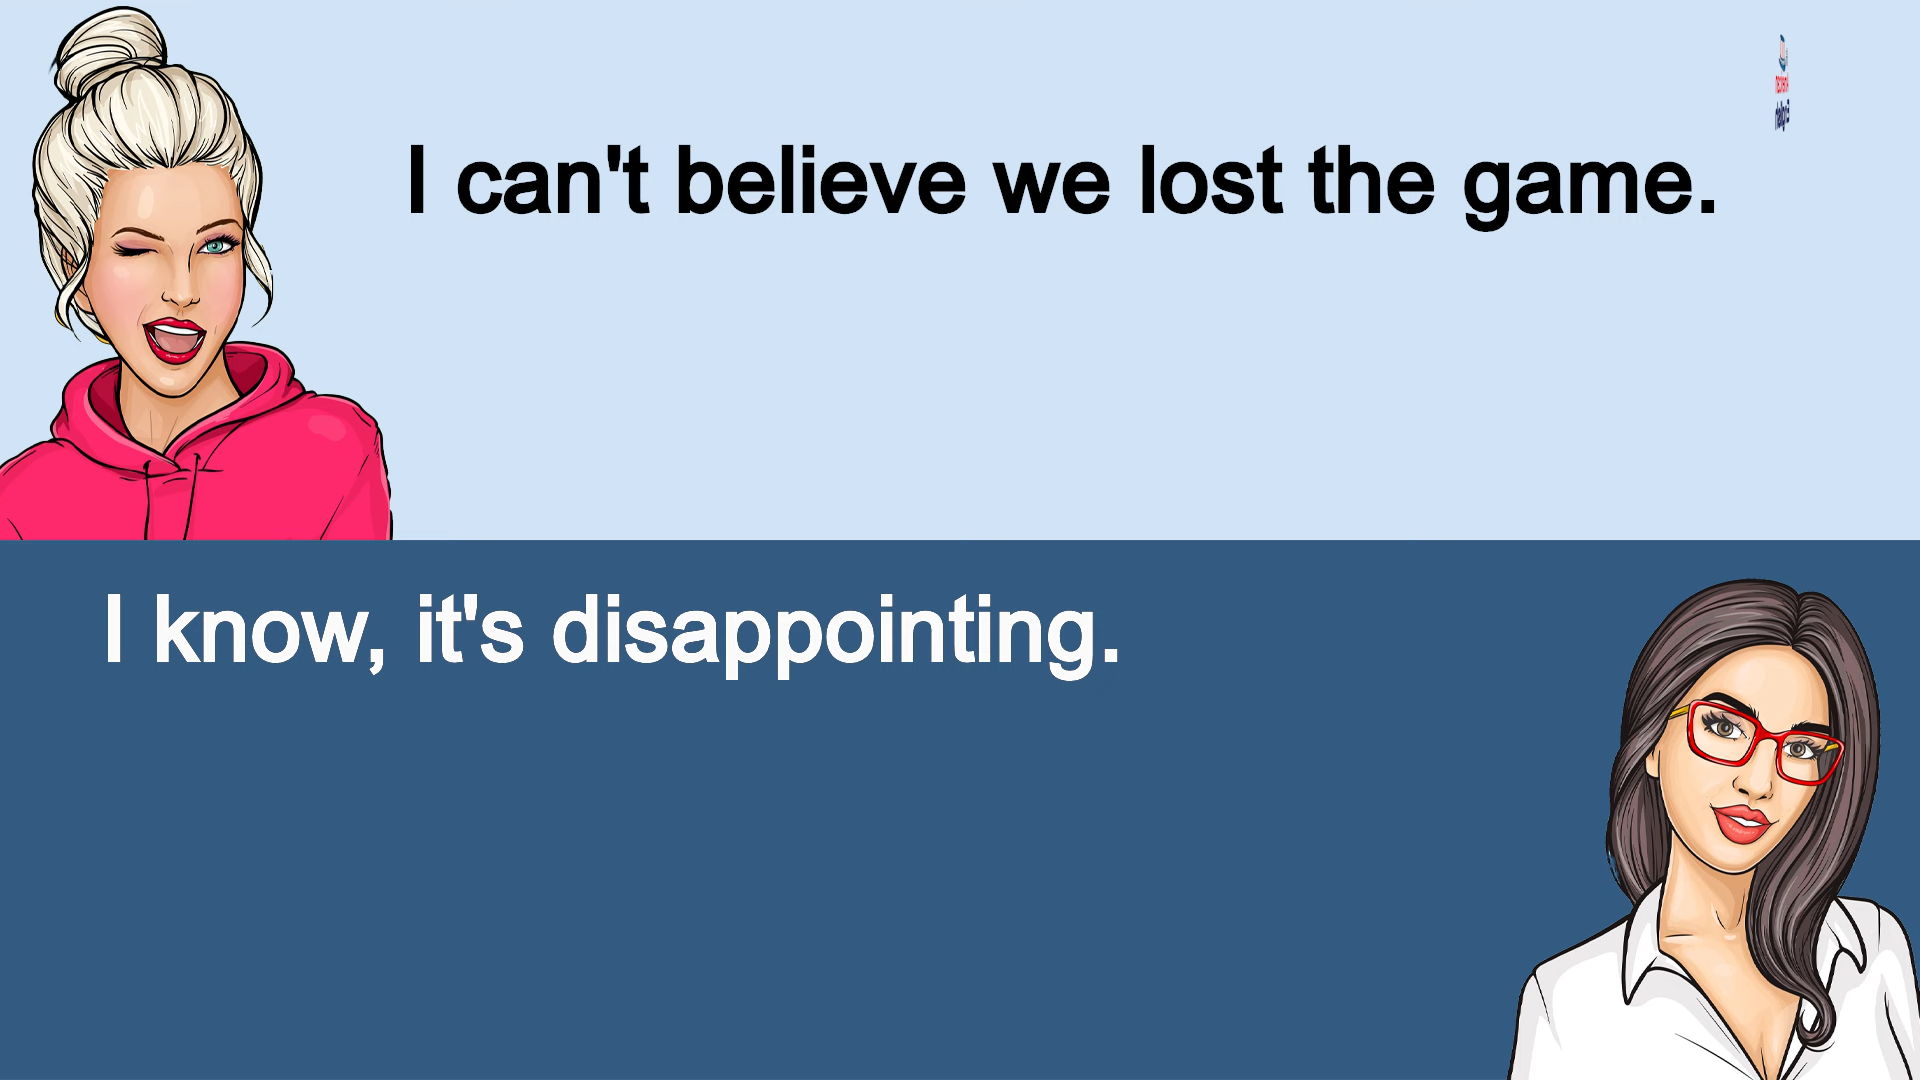 I can't believe we lost the game.
I know, it's disappointing.